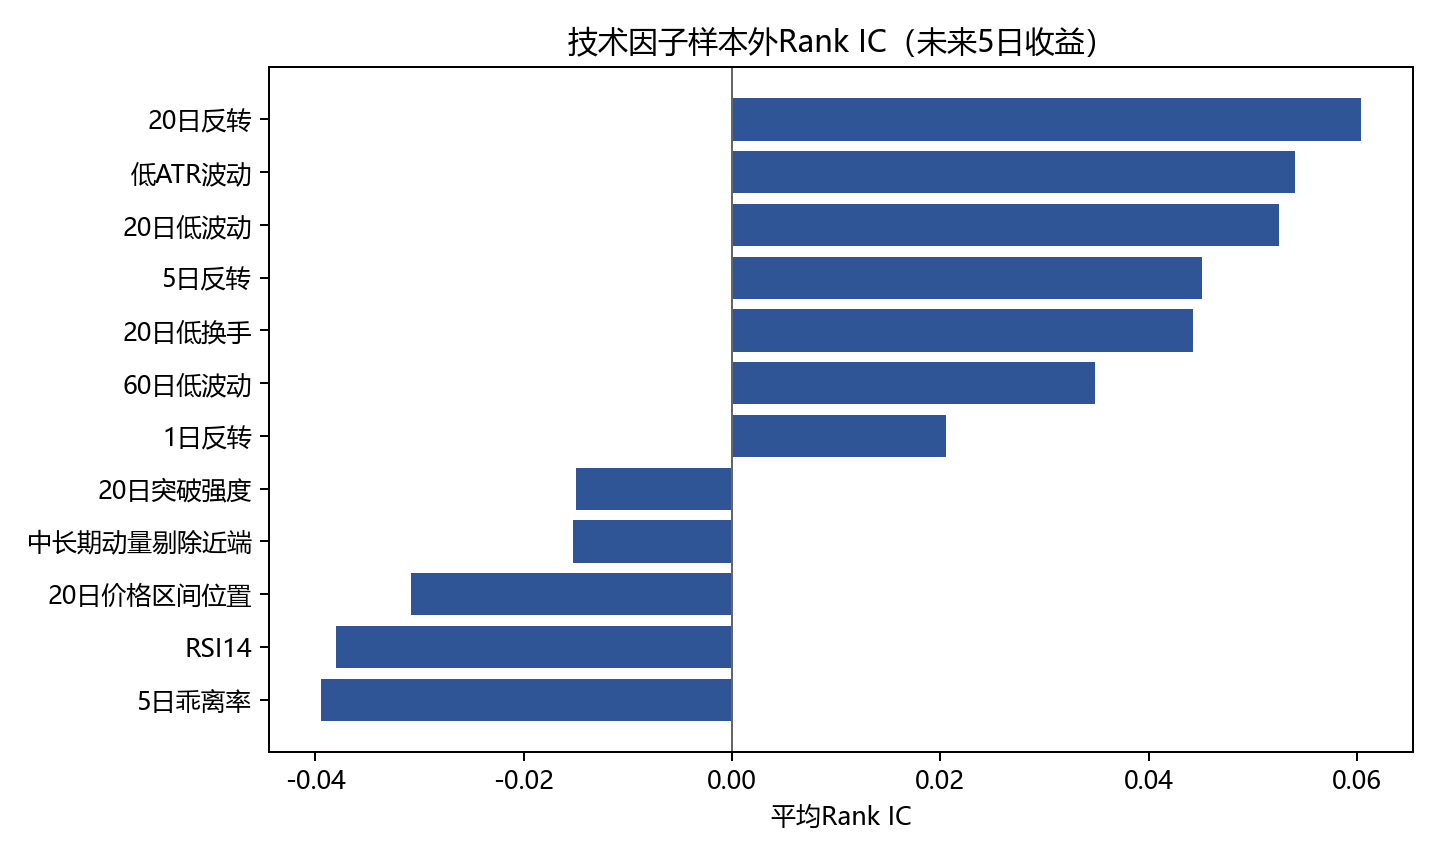 技术因子样本外Rank IC（未来5日收益）
20日反转
低ATR波动
20日低波动
5日反转
20日低换手
60日低波动
1日反转
20日突破强度
中长期动量剔除近端
20日价格区间位置
RSI14
5日乖离率
-0.04 -0.02 0.00 0.02 0.04 0.06
平均Rank IC